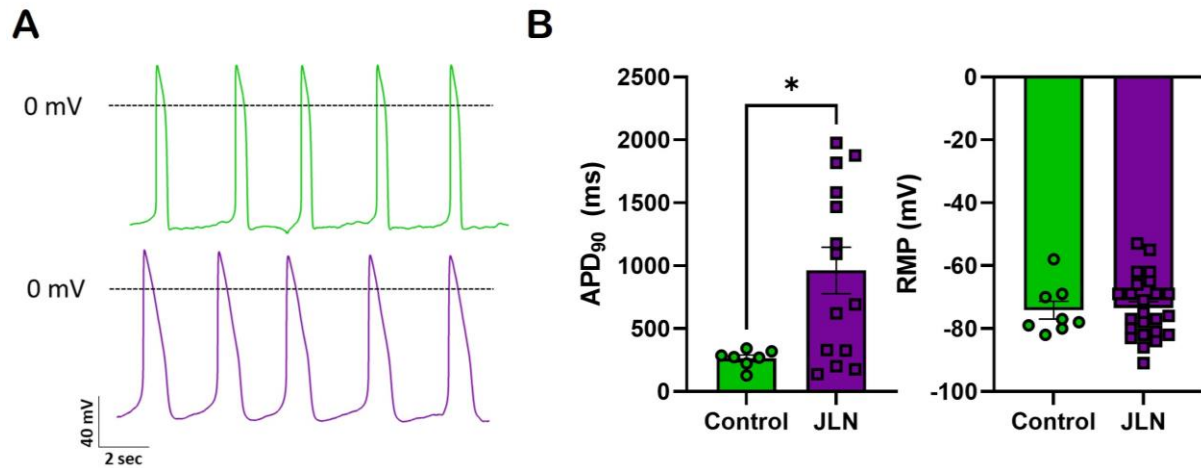 A
0 mV
0 mV
40 mV
2 sec
B
APD90 (ms)
2500
2000
1500
1000
500
0
*
Control
JLN
RMP (mV)
0
-20
-40
-60
-80
-100
Control
JLN